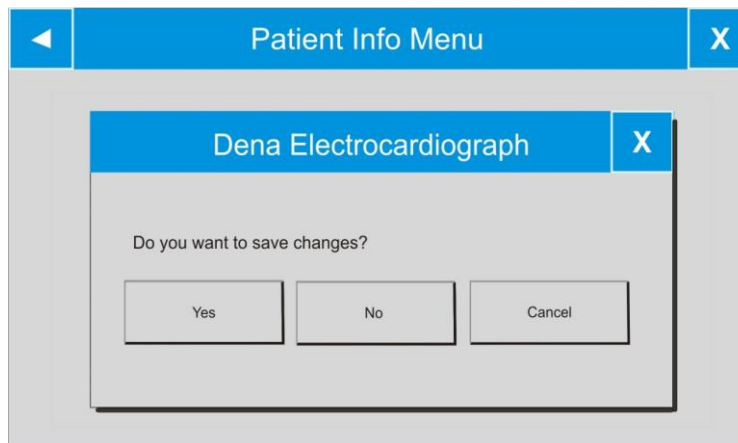 ◄ Patient Info Menu X
Dena Electrocardiograph X
Do you want to save changes?
Yes No Cancel